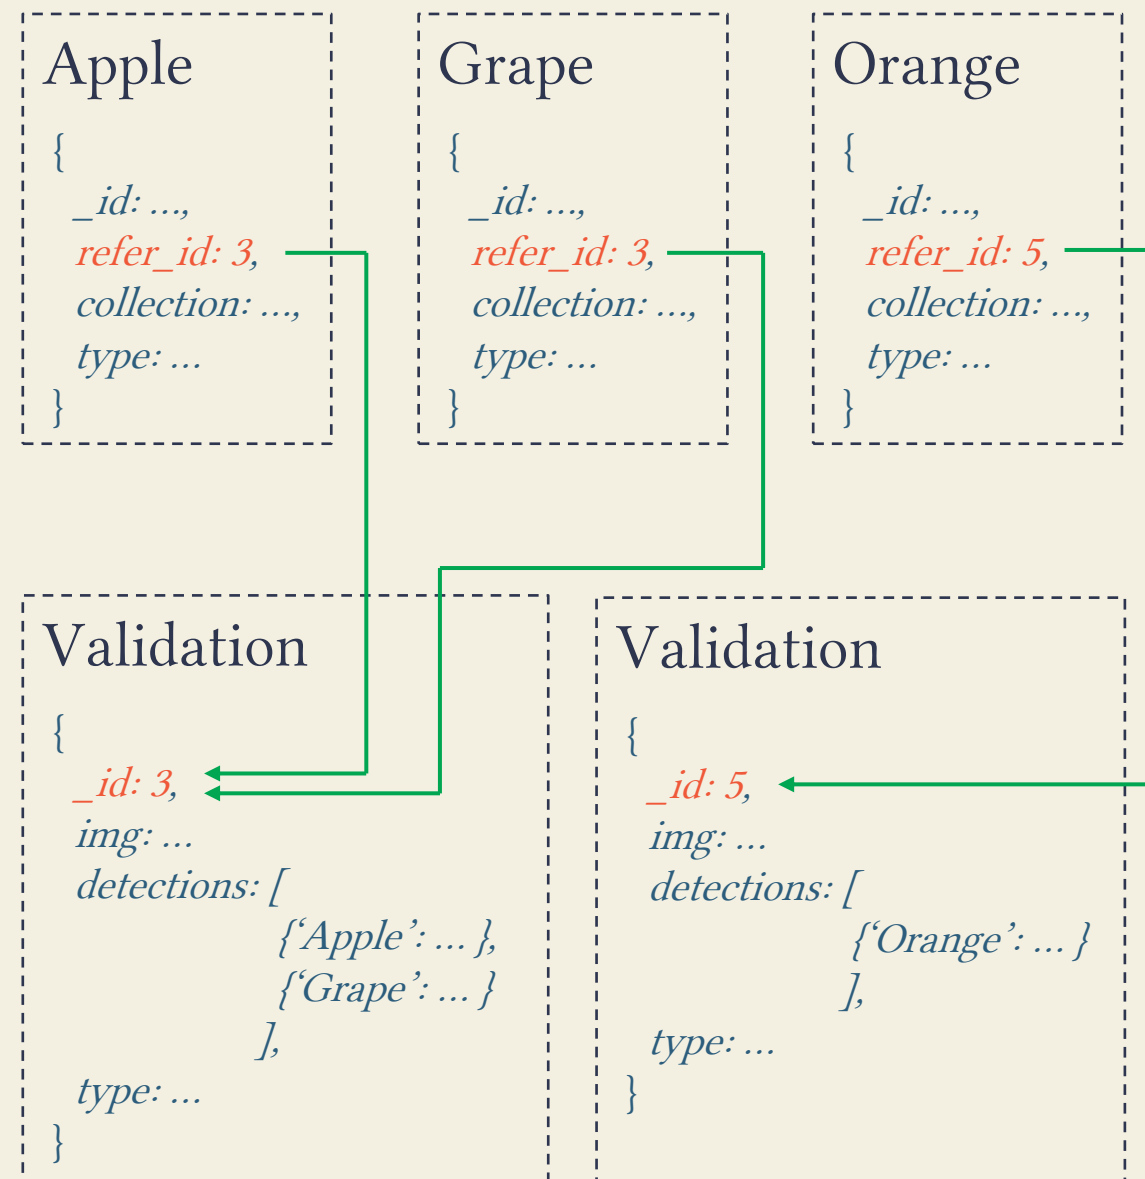 Apple
{
_id: ...,
refer_id: 3,
collection: ...,
type: ...
}
Grape
{
_id: ...,
refer_id: 3,
collection: ...,
type: ...
}
Orange
{
_id: ...,
refer_id: 5,
collection: ...,
type: ...
}
Validation
{
_id: 3,
img: ...
detections: [
{‘Apple’: ... },
{‘Grape’: ... }
],
type: ...
}
Validation
{
_id: 5,
img: ...
detections: [
{‘Orange’: ... }
],
type: ...
}